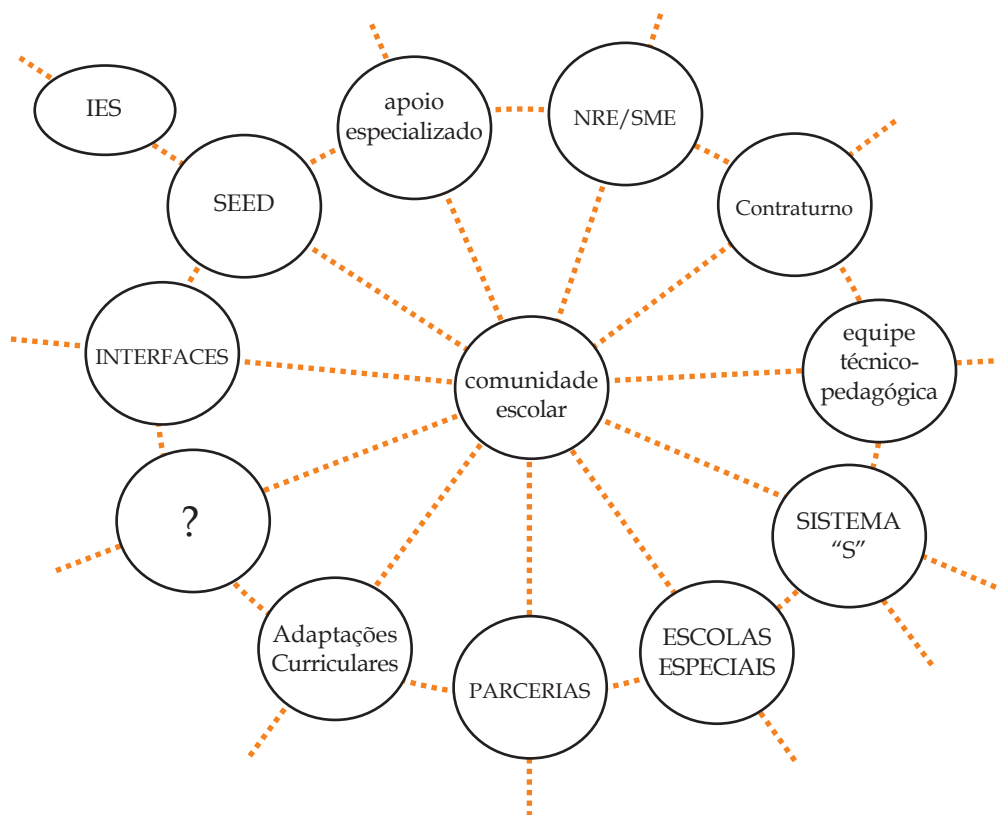 IES
apoio
especializado
NRE/SME
SEED
Contraturno
INTERFACES
equipe
técnico-
pedagógica
comunidade
escolar
?
SISTEMA
“S”
Adaptações
Curriculares
PARCERIAS
ESCOLAS
ESPECIAIS